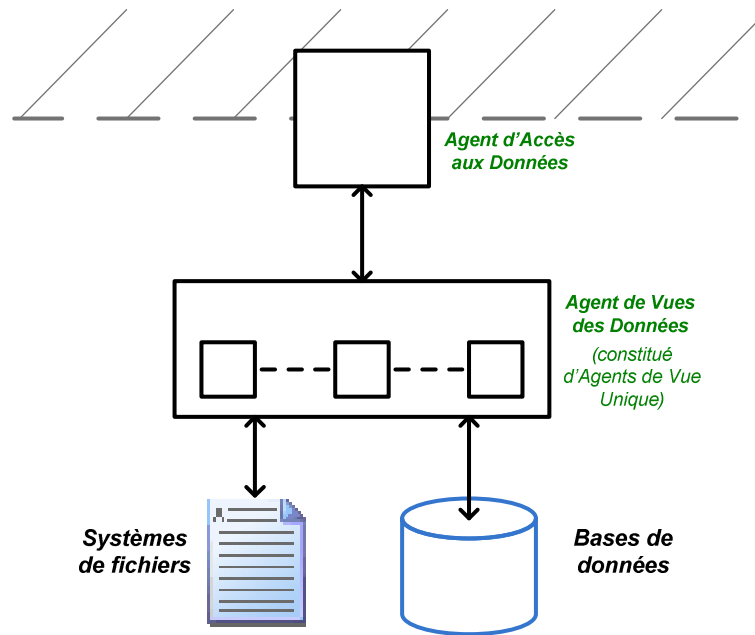 Agent d'Accès
aux Données
Agent de Vues
des Données
(constitué
d'Agents de Vue
Unique)
Systèmes
de fichiers
Bases de
données